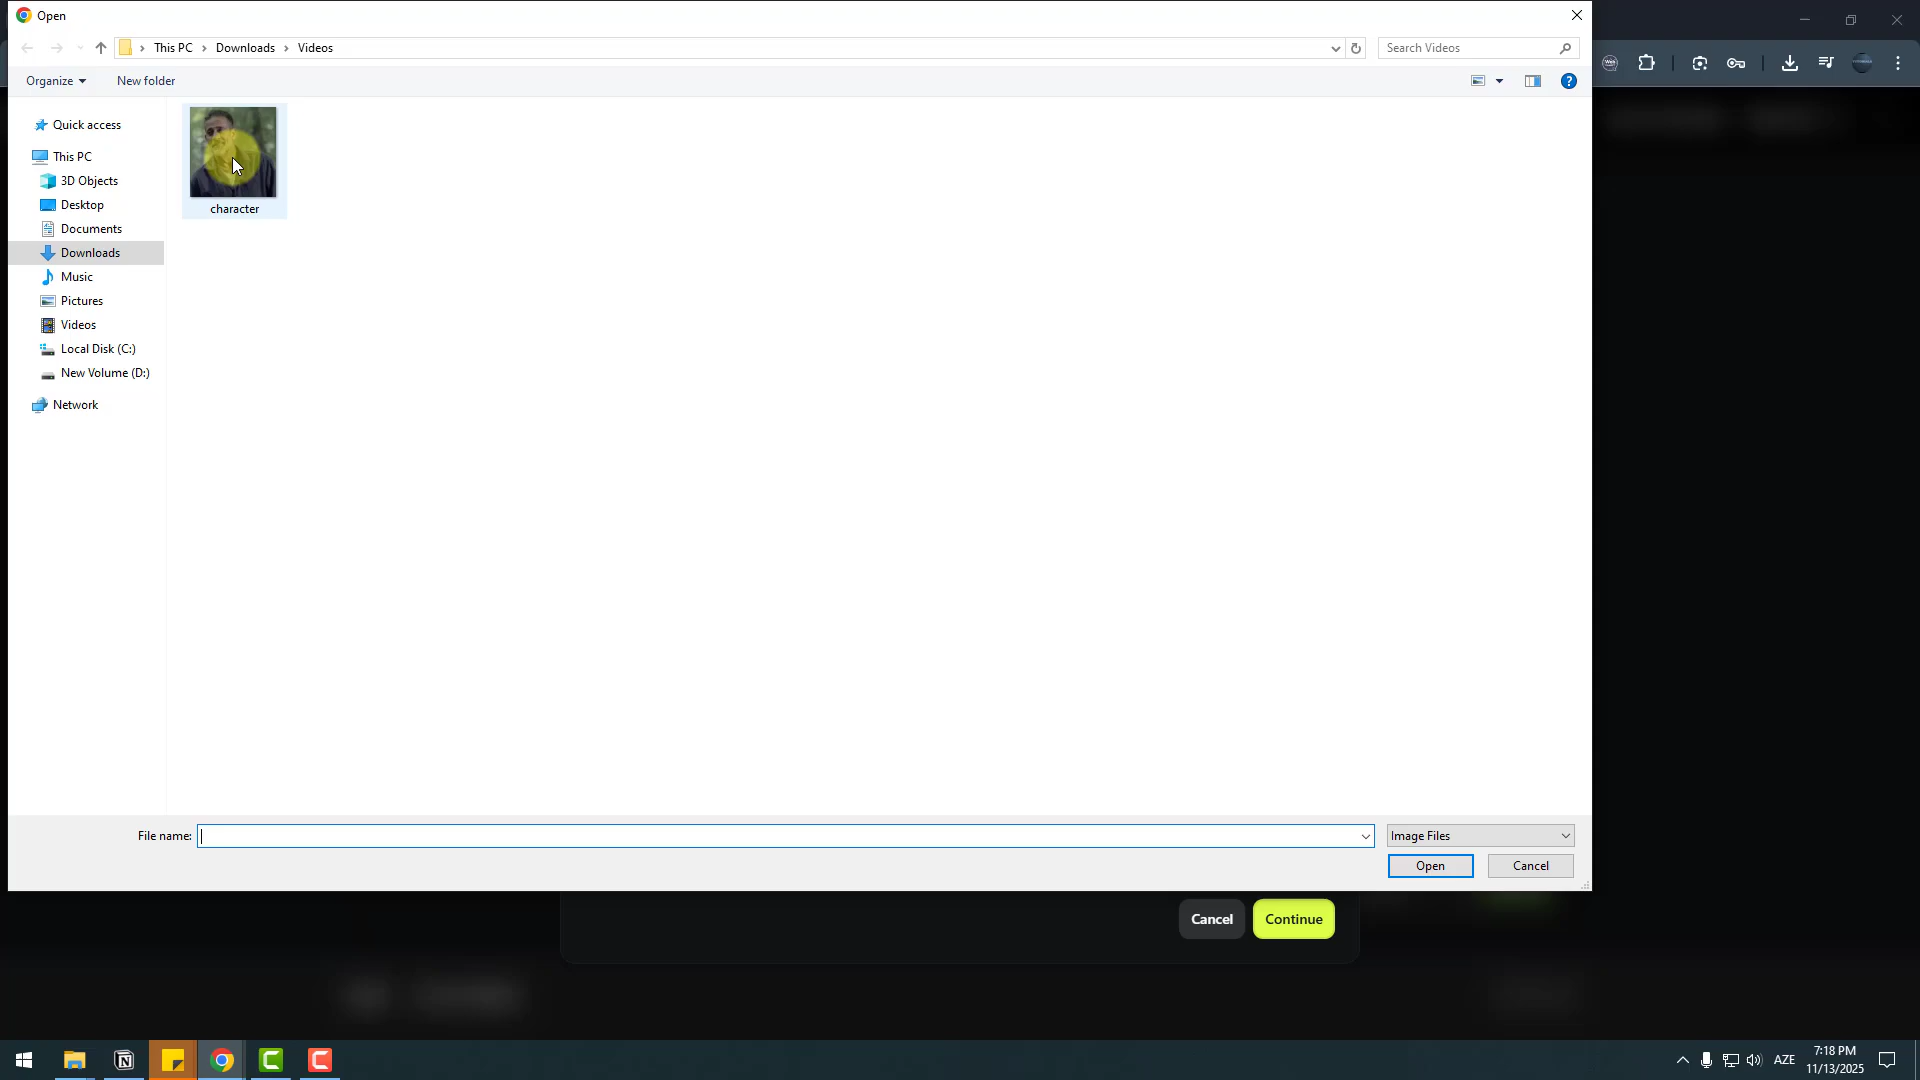 Open
This PC
Downloads
Videos
Search Videos
Organize
New folder
Quick access
This PC
3D Objects
Desktop
Documents
Downloads
Music
Pictures
Videos
Local Disk (C:)
New Volume (D:)
Network
character
File name:
Image Files
Open
Cancel
Cancel
Continue
AZE
7:18 PM
11/13/2025